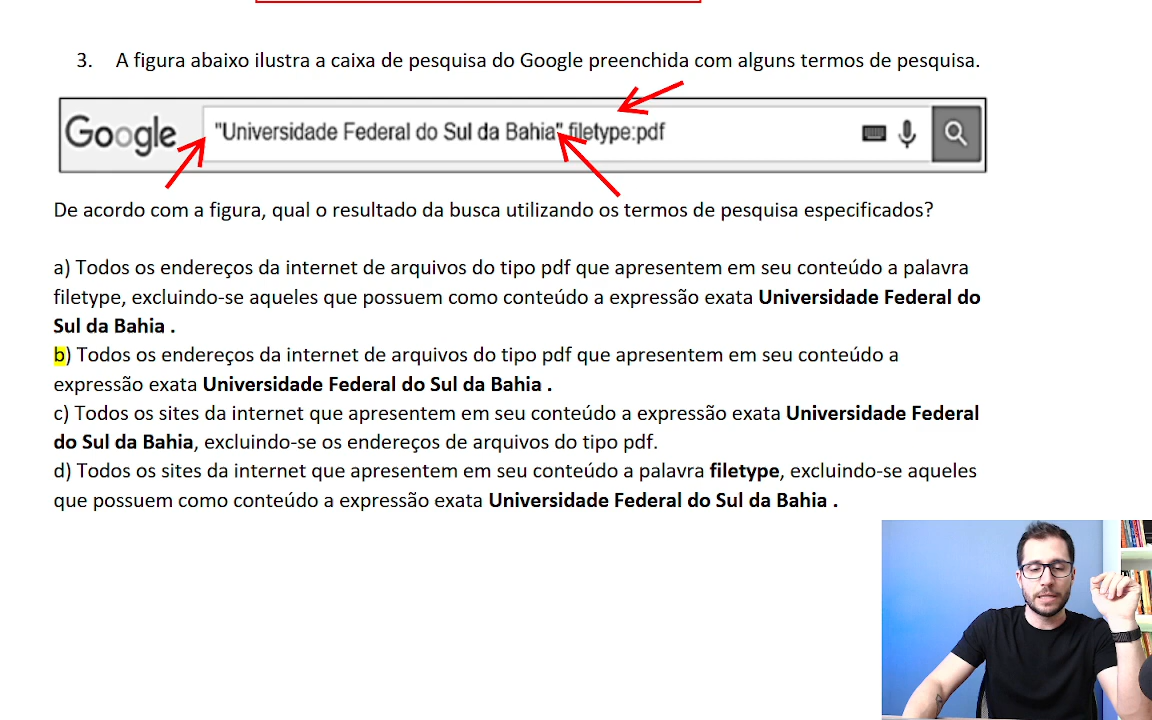 3. A figura abaixo ilustra a caixa de pesquisa do Google preenchida com alguns termos de pesquisa.
Google "Universidade Federal do Sul da Bahia" filetype:pdf
De acordo com a figura, qual o resultado da busca utilizando os termos de pesquisa especificados?
a) Todos os endereços da internet de arquivos do tipo pdf que apresentem em seu conteúdo a palavra
filetype, excluindo-se aqueles que possuem como conteúdo a expressão exata Universidade Federal do
Sul da Bahia .
b) Todos os endereços da internet de arquivos do tipo pdf que apresentem em seu conteúdo a
expressão exata Universidade Federal do Sul da Bahia .
c) Todos os sites da internet que apresentem em seu conteúdo a expressão exata Universidade Federal
do Sul da Bahia, excluindo-se os endereços de arquivos do tipo pdf.
d) Todos os sites da internet que apresentem em seu conteúdo a palavra filetype, excluindo-se aqueles
que possuem como conteúdo a expressão exata Universidade Federal do Sul da Bahia .